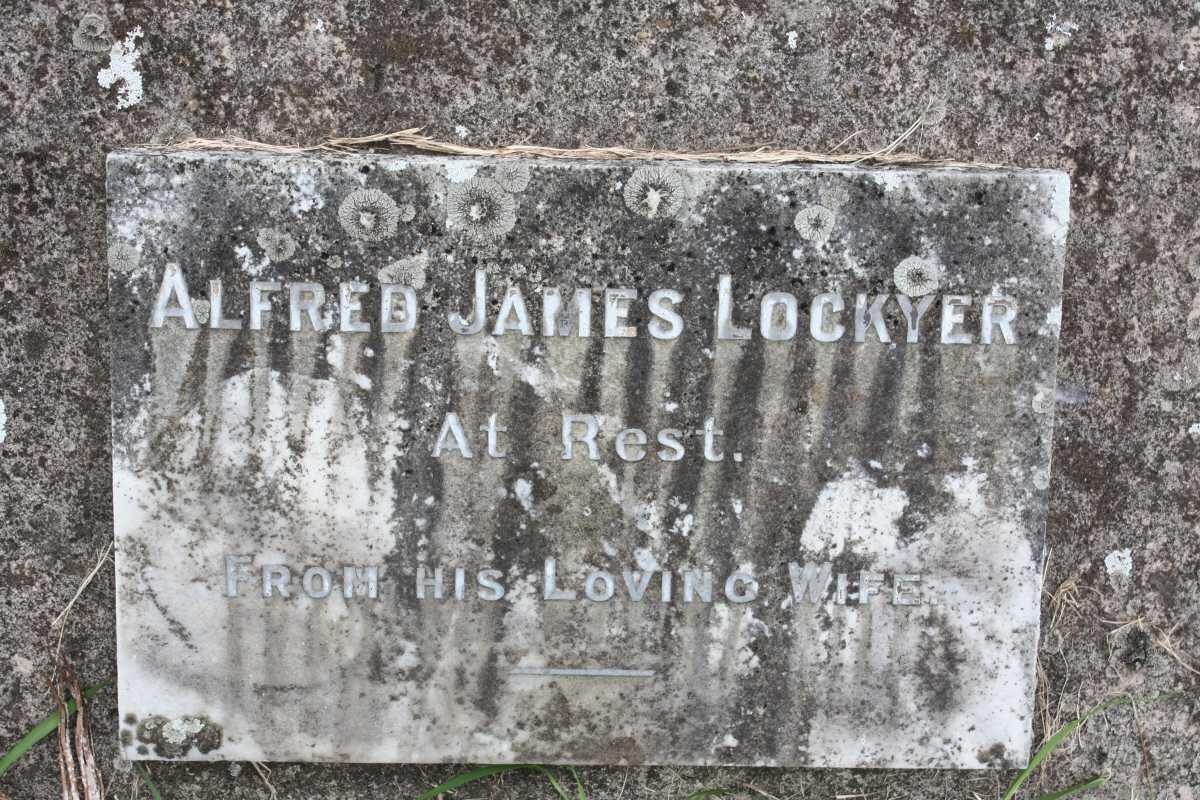 ALFRED JAMES LOCKYER
At Rest.
FROM HIS LOVING WIFE.